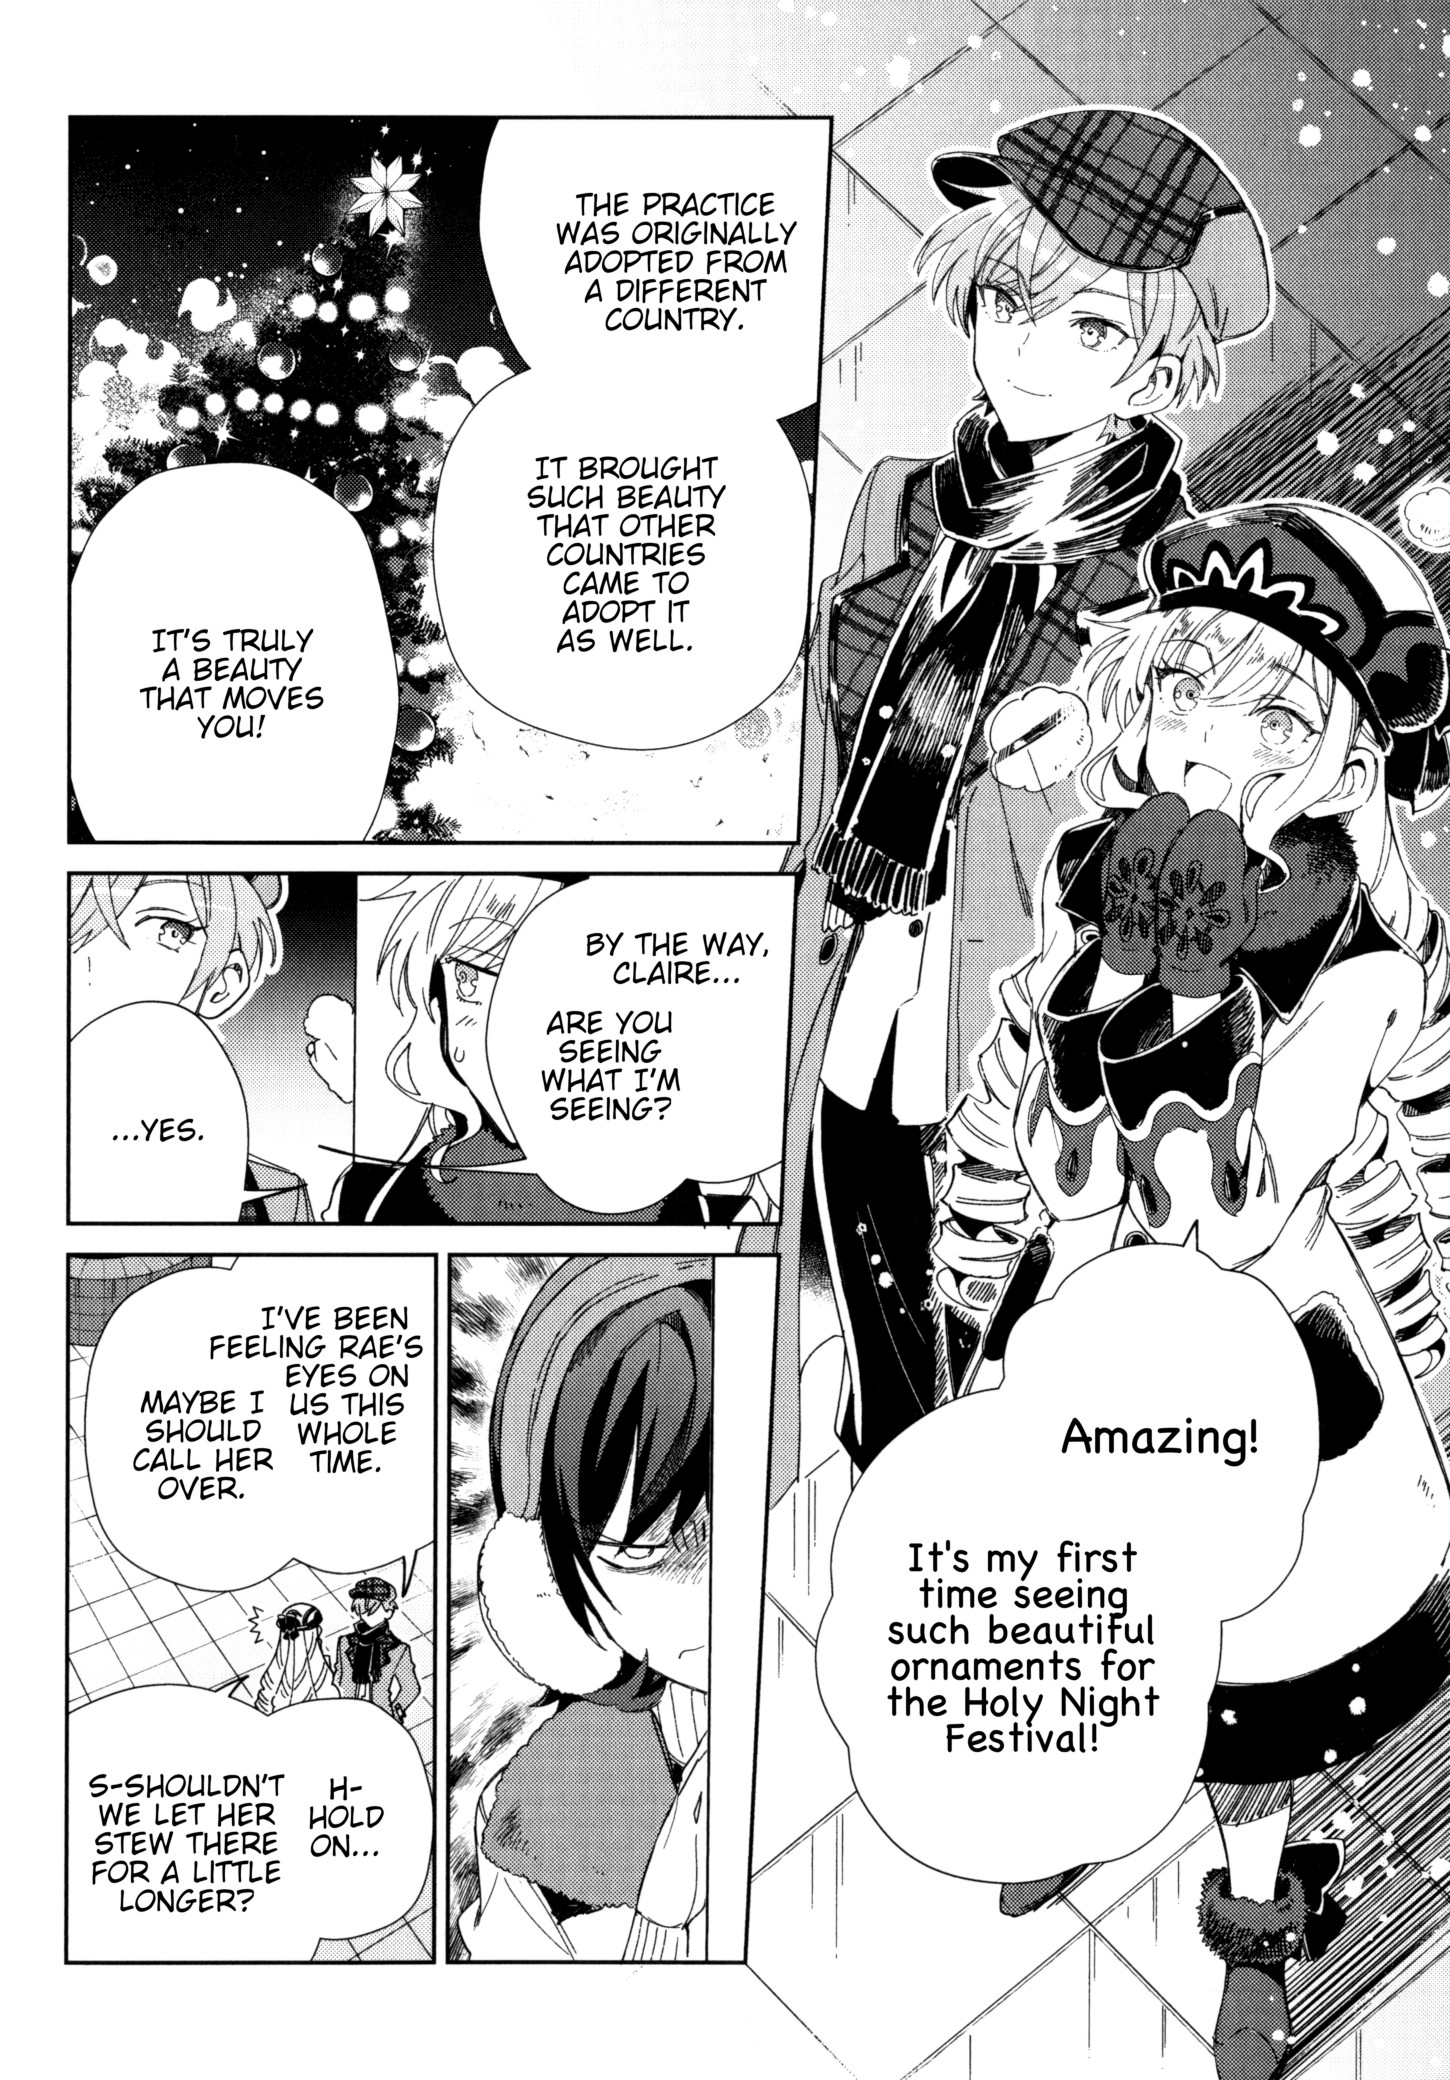 Amazing!
It's my first
time seeing
such beautiful
ornaments for
the Holy Night
Festival!
THE PRACTICE
WAS ORIGINALLY
ADOPTED FROM
A DIFFERENT
COUNTRY.
IT BROUGHT
SUCH BEAUTY
THAT OTHER
COUNTRIES
CAME TO
ADOPT IT
AS WELL.
IT'S TRULY
A BEAUTY
THAT MOVES
YOU!
BY THE WAY,
CLAIRE...
ARE YOU
SEEING
WHAT I'M
SEEING?
...YES.
I'VE BEEN
FEELING RAE'S
EYES ON
US THIS
WHOLE
TIME.
MAYBE I
SHOULD
CALL HER
OVER.
H-
HOLD
ON...
S-SHOULDN'T
WE LET HER
STEW THERE
FOR A LITTLE
LONGER?